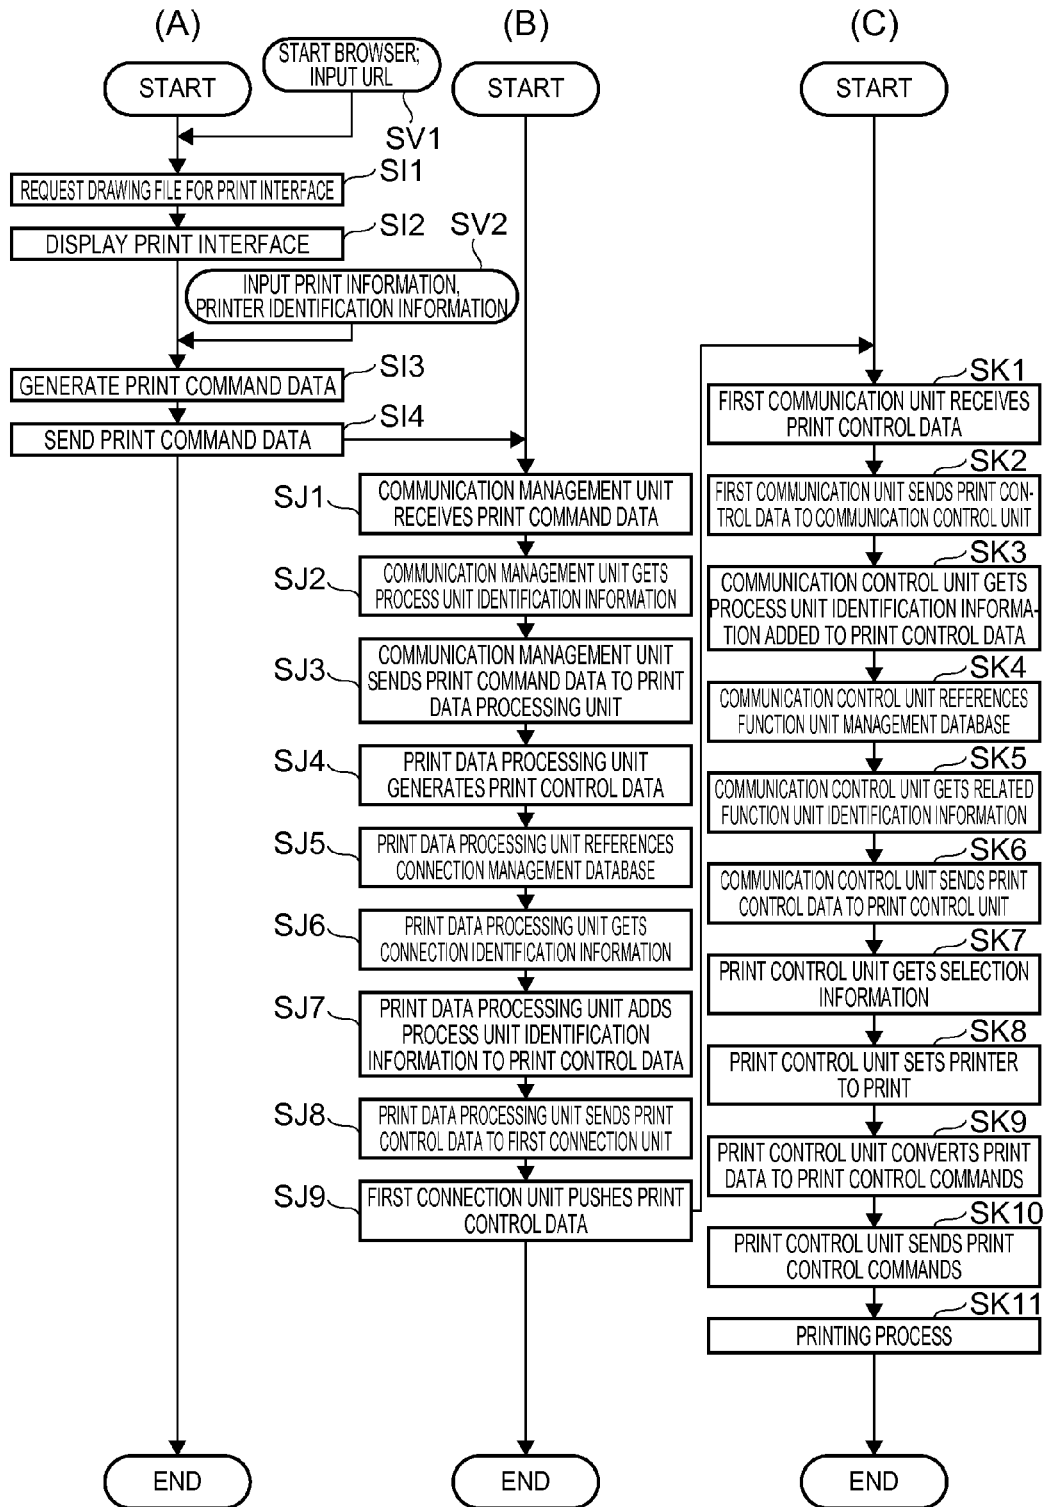 (A)
START
START BROWSER;
INPUT URL
SV1
SI1
REQUEST DRAWING FILE FOR PRINT INTERFACE
SI2
DISPLAY PRINT INTERFACE
SV2
INPUT PRINT INFORMATION,
PRINTER IDENTIFICATION INFORMATION
SI3
GENERATE PRINT COMMAND DATA
SI4
SEND PRINT COMMAND DATA
END
(B)
START
SJ1
COMMUNICATION MANAGEMENT UNIT
RECEIVES PRINT COMMAND DATA
SJ2
COMMUNICATION MANAGEMENT UNIT GETS
PROCESS UNIT IDENTIFICATION INFORMATION
SJ3
COMMUNICATION MANAGEMENT UNIT
SENDS PRINT COMMAND DATA TO PRINT
DATA PROCESSING UNIT
SJ4
PRINT DATA PROCESSING UNIT
GENERATES PRINT CONTROL DATA
SJ5
PRINT DATA PROCESSING UNIT REFERENCES
CONNECTION MANAGEMENT DATABASE
SJ6
PRINT DATA PROCESSING UNIT GETS
CONNECTION IDENTIFICATION INFORMATION
SJ7
PRINT DATA PROCESSING UNIT ADDS
PROCESS UNIT IDENTIFICATION
INFORMATION TO PRINT CONTROL DATA
SJ8
PRINT DATA PROCESSING UNIT SENDS PRINT
CONTROL DATA TO FIRST CONNECTION UNIT
SJ9
FIRST CONNECTION UNIT PUSHES PRINT
CONTROL DATA
END
(C)
START
SK1
FIRST COMMUNICATION UNIT RECEIVES
PRINT CONTROL DATA
SK2
FIRST COMMUNICATION UNIT SENDS PRINT CON-
TROL DATA TO COMMUNICATION CONTROL UNIT
SK3
COMMUNICATION CONTROL UNIT GETS
PROCESS UNIT IDENTIFICATION INFORMA-
TION ADDED TO PRINT CONTROL DATA
SK4
COMMUNICATION CONTROL UNIT REFERENCES
FUNCTION UNIT MANAGEMENT DATABASE
SK5
COMMUNICATION CONTROL UNIT GETS RELATED
FUNCTION UNIT IDENTIFICATION INFORMATION
SK6
COMMUNICATION CONTROL UNIT SENDS PRINT
CONTROL DATA TO PRINT CONTROL UNIT
SK7
PRINT CONTROL UNIT GETS SELECTION
INFORMATION
SK8
PRINT CONTROL UNIT SETS PRINTER
TO PRINT
SK9
PRINT CONTROL UNIT CONVERTS PRINT
DATA TO PRINT CONTROL COMMANDS
SK10
PRINT CONTROL UNIT SENDS PRINT
CONTROL COMMANDS
SK11
PRINTING PROCESS
END